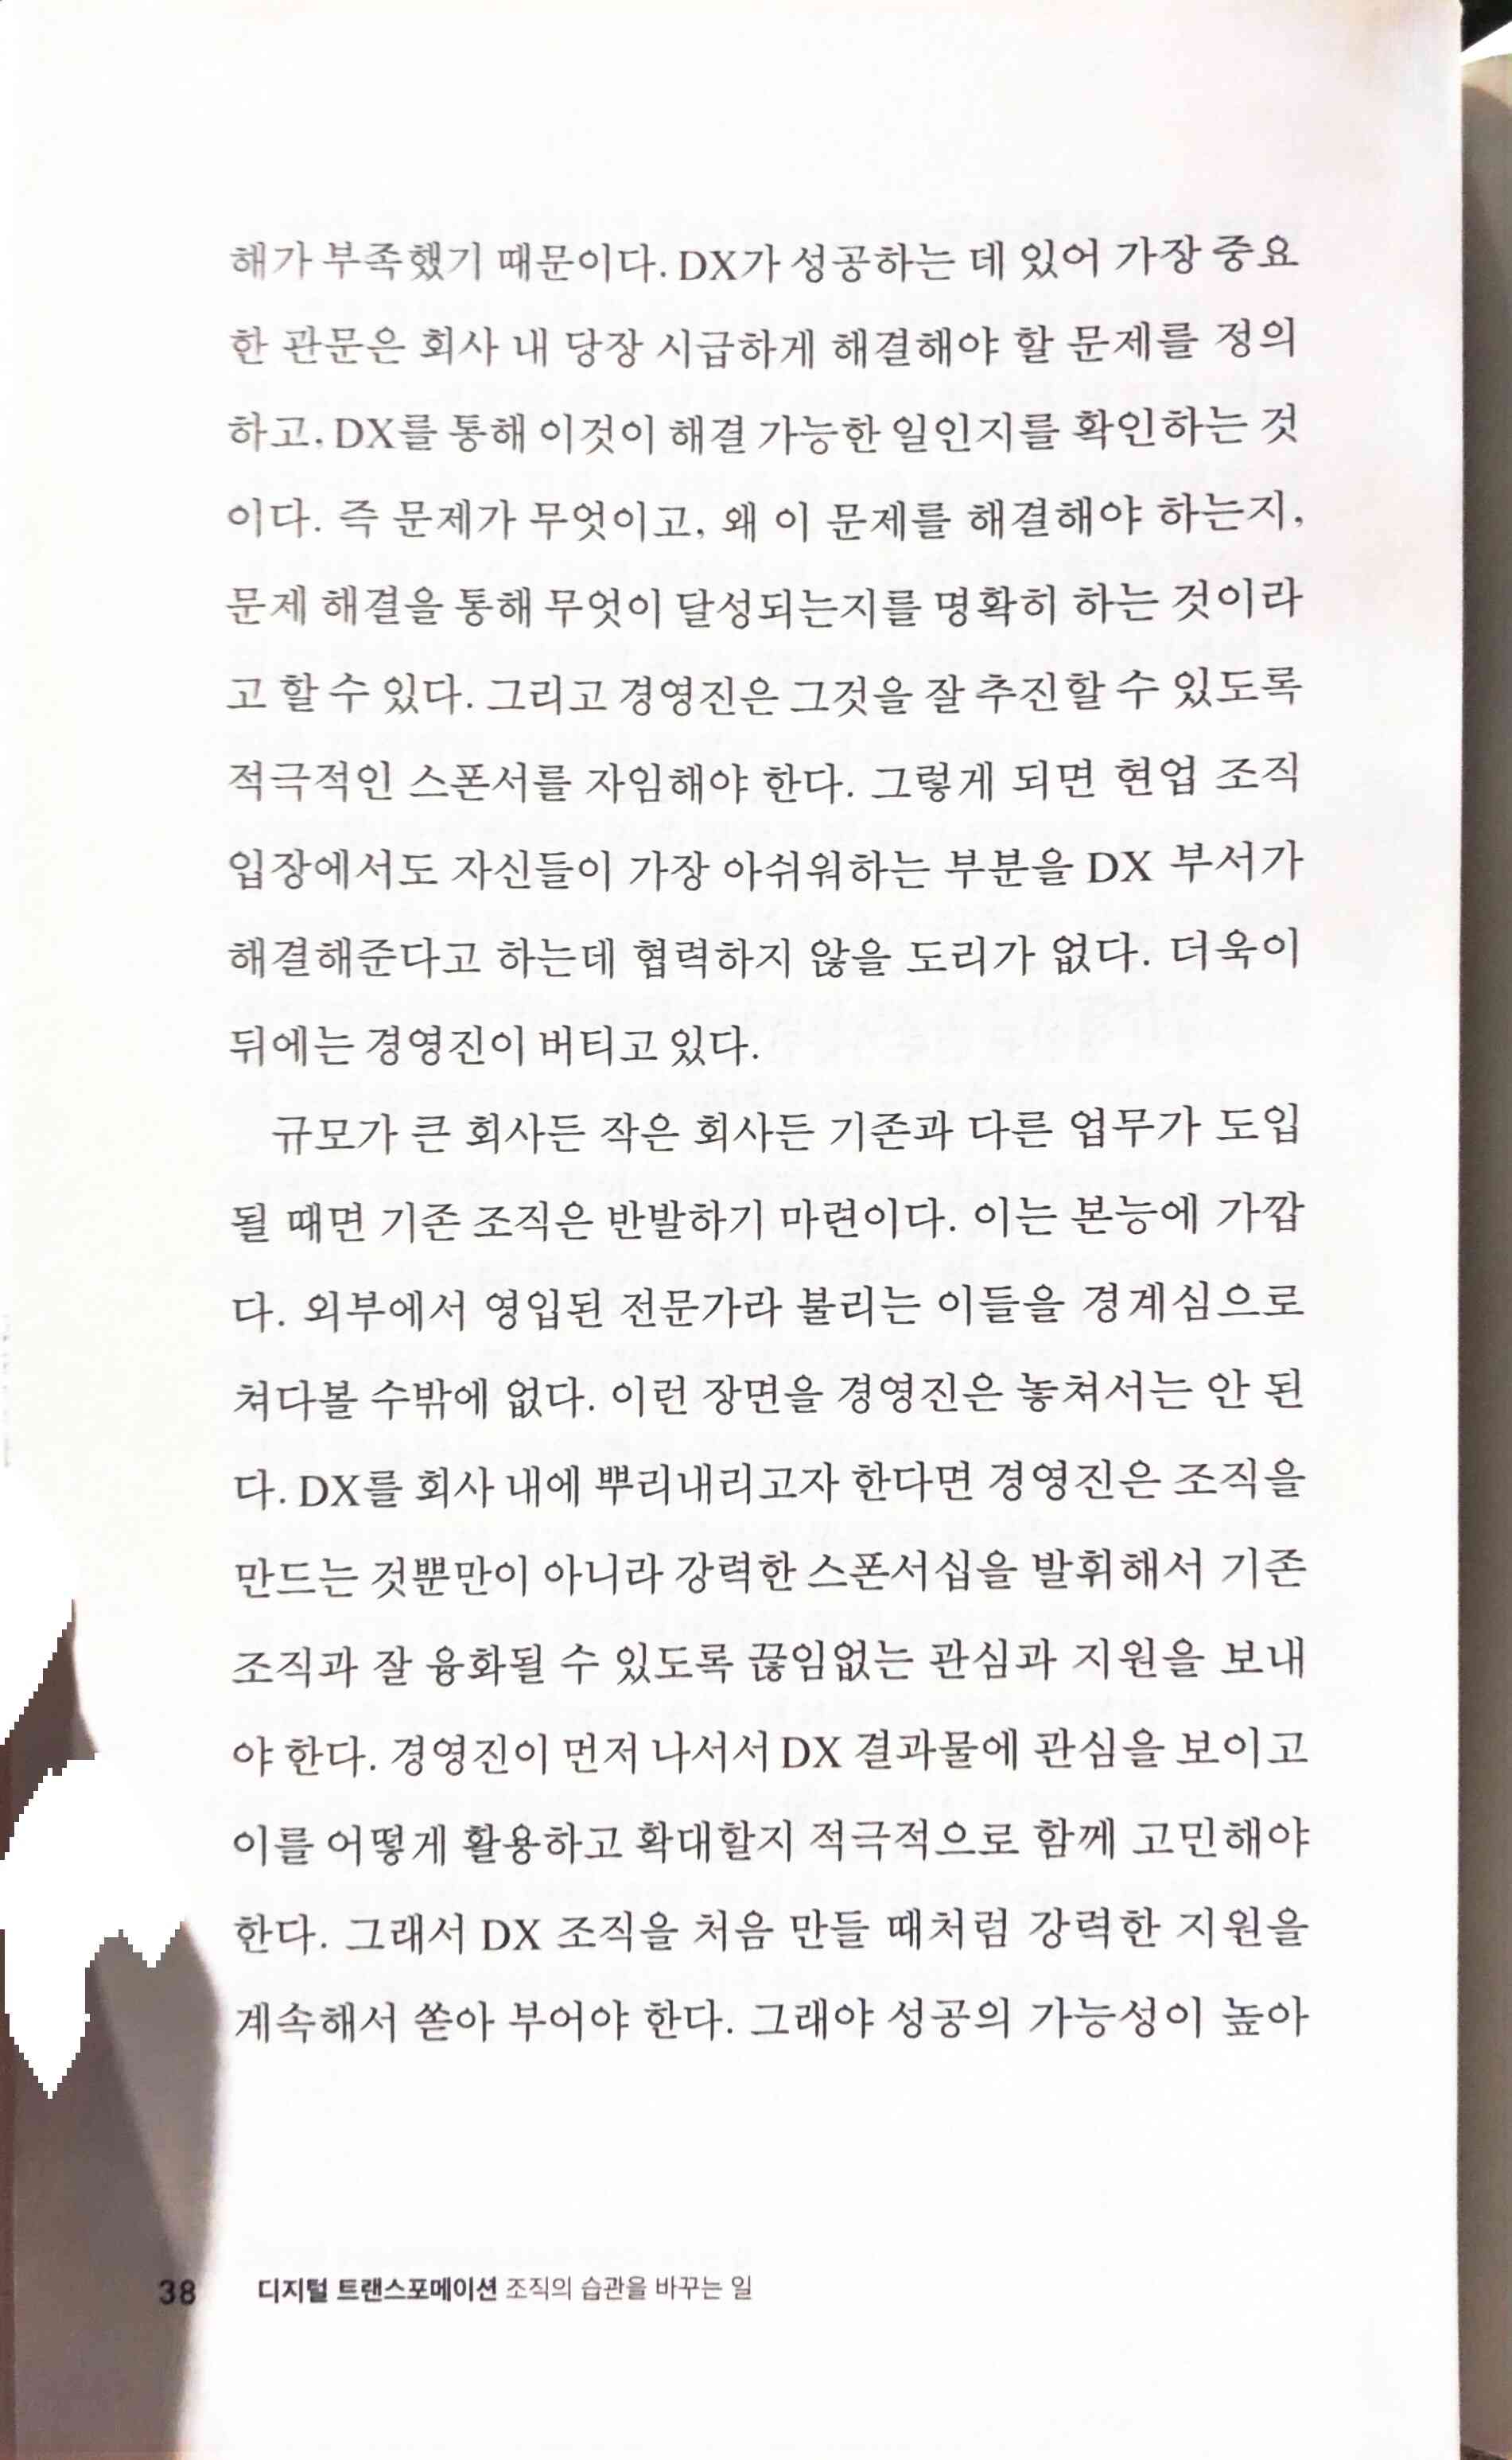 해가 부족했기 때문이다. DX가 성공하는 데 있어 가장 중요
한 관문은 회사 내 당장 시급하게 해결해야 할 문제를 정의
하고, DX를 통해 이것이 해결 가능한 일인지를 확인하는 것
이다. 즉 문제가 무엇이고, 왜 이 문제를 해결해야 하는지,
문제 해결을 통해 무엇이 달성되는지를 명확히 하는 것이라
고 할 수 있다. 그리고 경영진은 그것을 잘 추진할 수 있도록
적극적인 스폰서를 자임해야 한다. 그렇게 되면 현업 조직
입장에서도 자신들이 가장 아쉬워하는 부분을 DX 부서가
해결해준다고 하는데 협력하지 않을 도리가 없다. 더욱이
뒤에는 경영진이 버티고 있다.
규모가 큰 회사든 작은 회사든 기존과 다른 업무가 도입
될 때면 기존 조직은 반발하기 마련이다. 이는 본능에 가깝
다. 외부에서 영입된 전문가라 불리는 이들을 경계심으로
쳐다볼 수밖에 없다. 이런 장면을 경영진은 놓쳐서는 안 된
다. DX를 회사 내에 뿌리내리고자 한다면 경영진은 조직을
만드는 것뿐만이 아니라 강력한 스폰서십을 발휘해서 기존
조직과 잘 융화될 수 있도록 끊임없는 관심과 지원을 보내
야 한다. 경영진이 먼저 나서서 DX 결과물에 관심을 보이고
이를 어떻게 활용하고 확대할지 적극적으로 함께 고민해야
한다. 그래서 DX 조직을 처음 만들 때처럼 강력한 지원을
계속해서 쏟아 부어야 한다. 그래야 성공의 가능성이 높아
38 디지털 트랜스포메이션 조직의 습관을 바꾸는 일